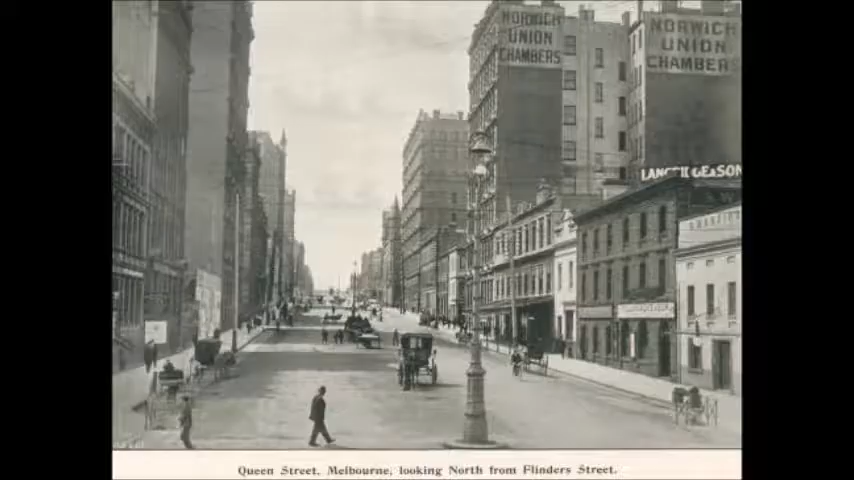 NORWICH
UNION
CHAMBERS
NORWICH
UNION
CHAMBERS
LANGRIDGE & SON
Queen Street, Melbourne, looking North from Flinders Street.